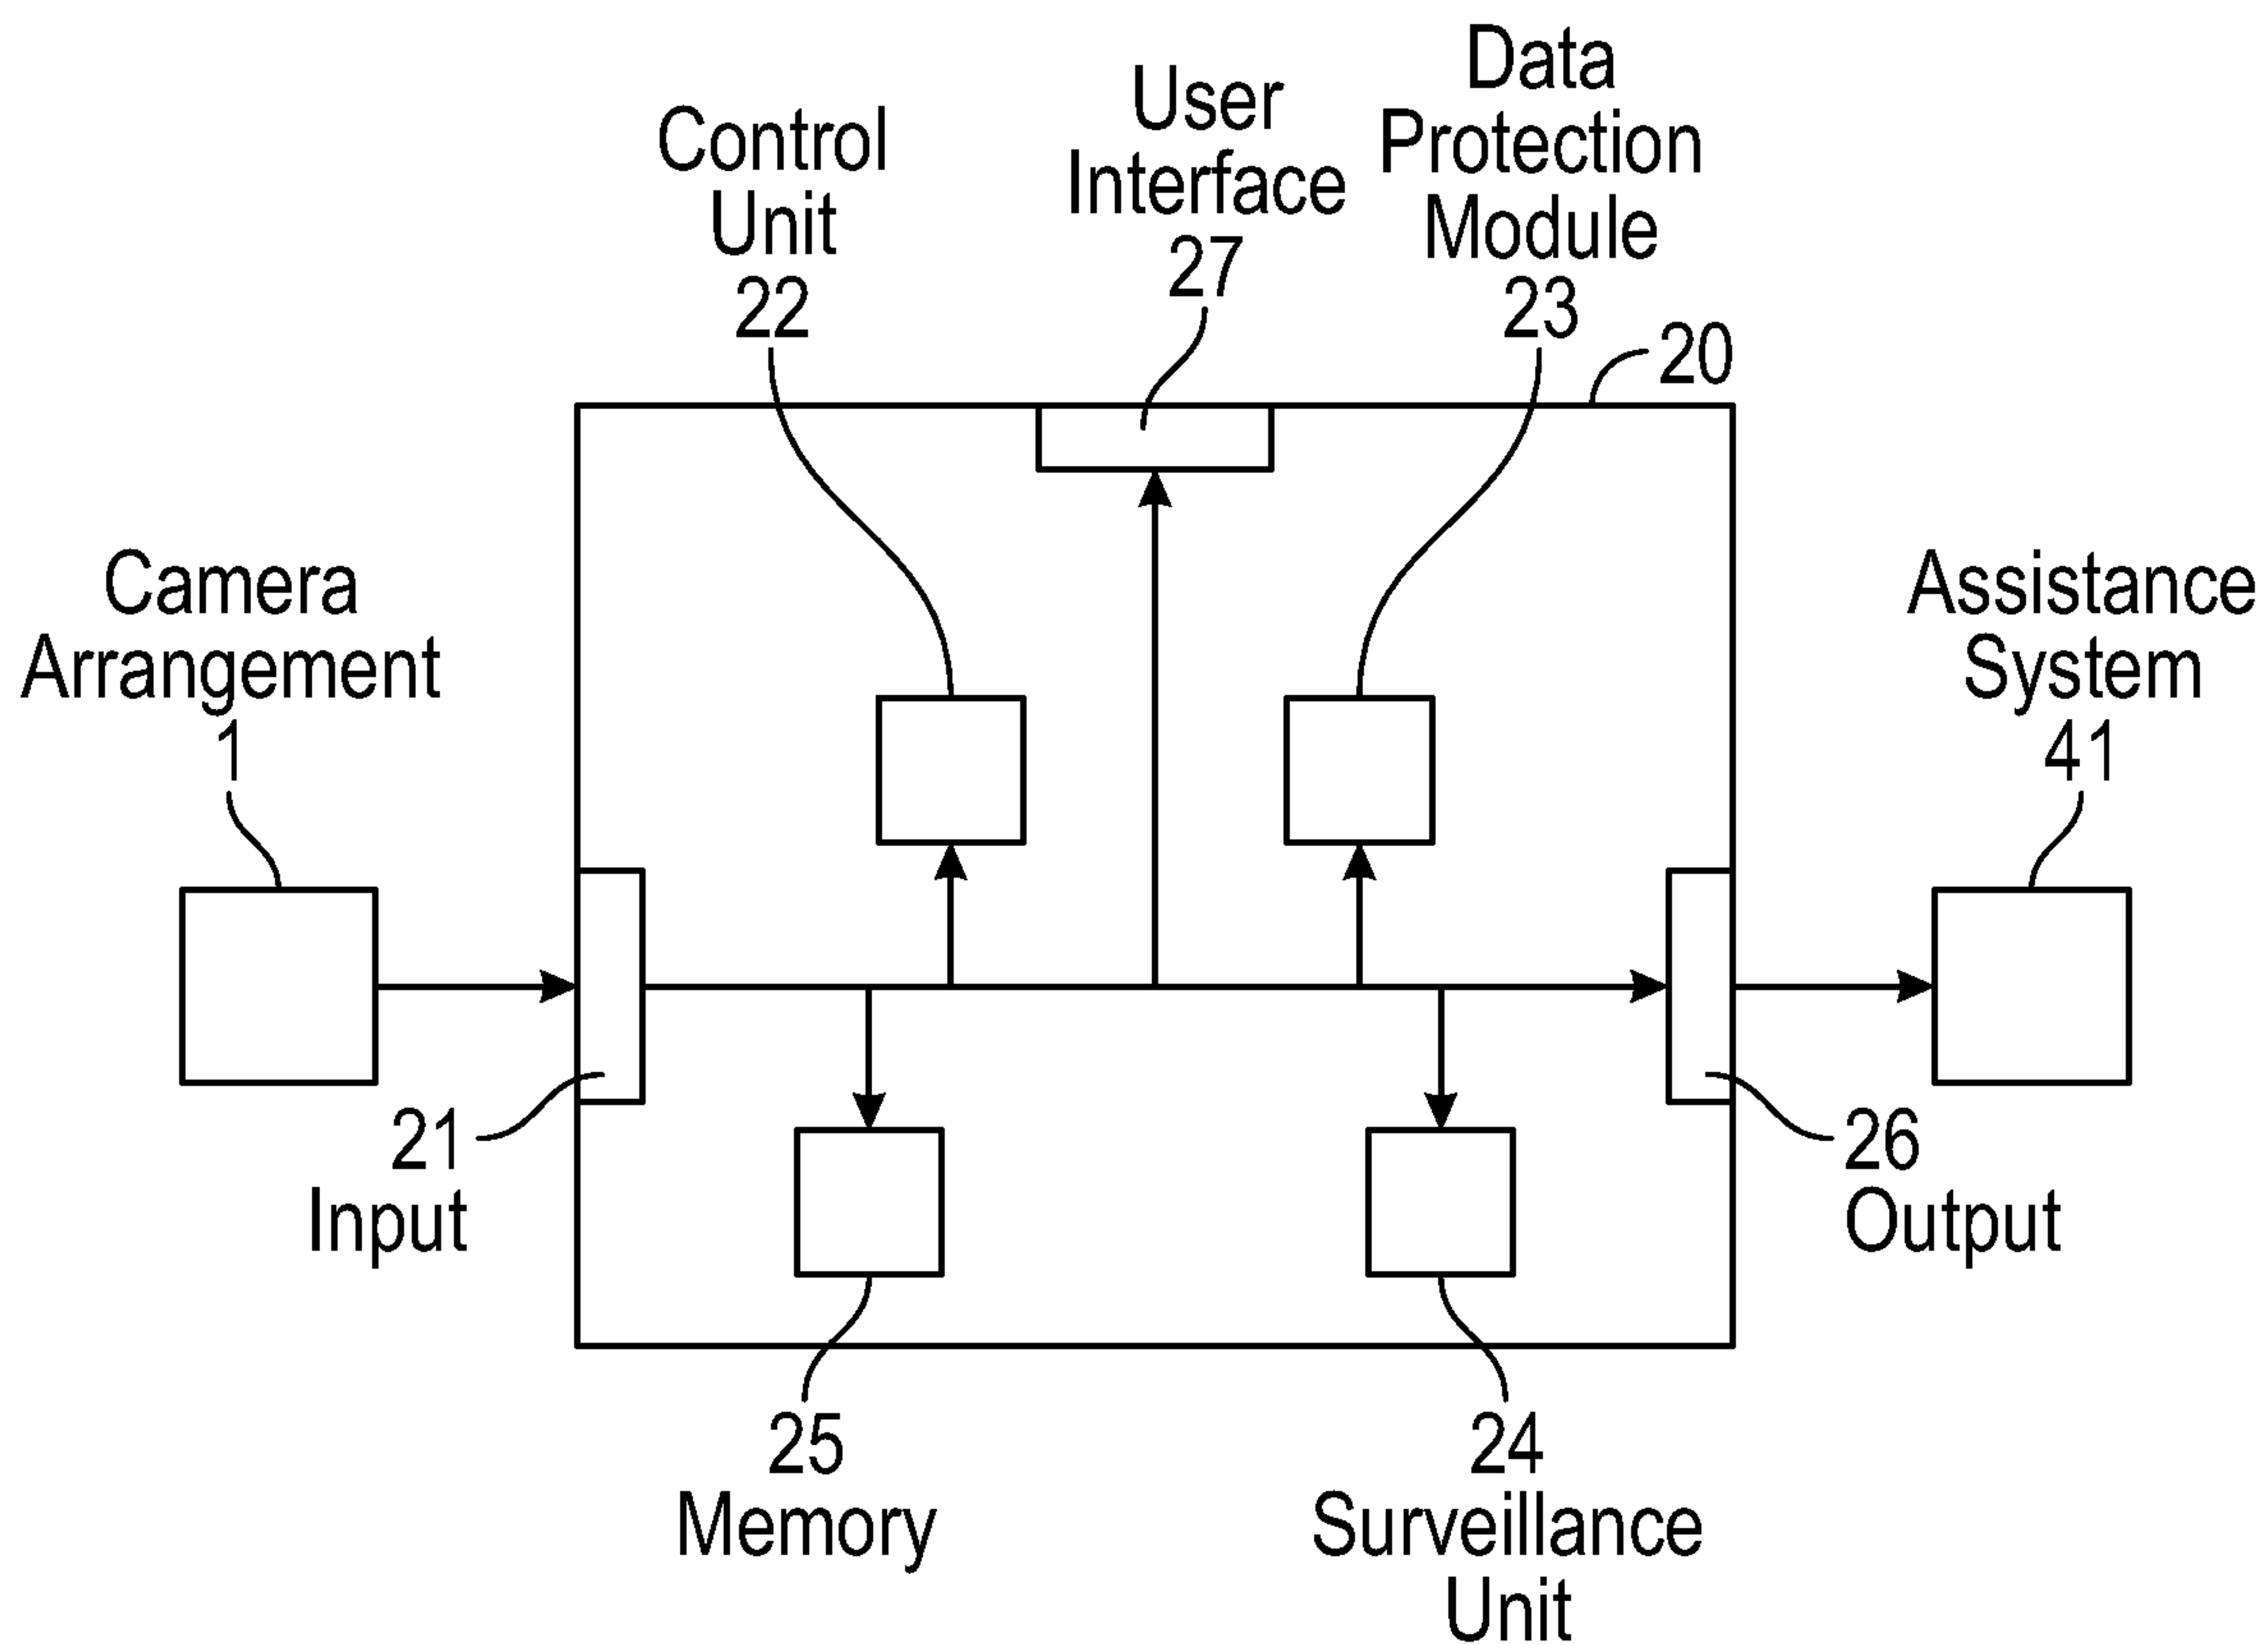 Data
Protection
Module
23
User
Interface
27
Control
Unit
22
20
Camera
Arrangement
1
Assistance
System
41
21
Input
26
Output
25
Memory
24
Surveillance
Unit